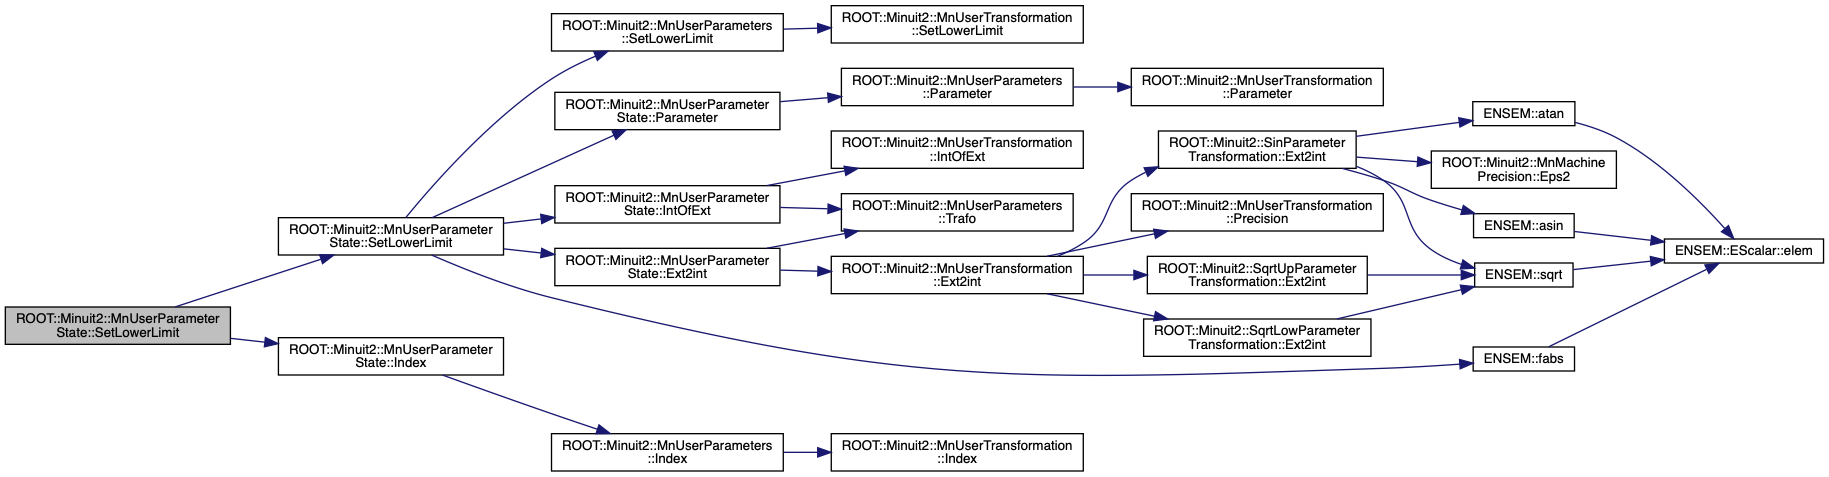 ROOT::Minuit2::MnUserParameter
State::SetLowerLimit
ROOT::Minuit2::MnUserParameter
State::SetLowerLimit
ROOT::Minuit2::MnUserParameter
State::Index
ROOT::Minuit2::MnUserParameters
::SetLowerLimit
ROOT::Minuit2::MnUserParameter
State::Parameter
ROOT::Minuit2::MnUserParameter
State::IntOfExt
ROOT::Minuit2::MnUserParameter
State::Ext2int
ROOT::Minuit2::MnUserParameters
::Index
ROOT::Minuit2::MnUserTransformation
::SetLowerLimit
ROOT::Minuit2::MnUserParameters
::Parameter
ROOT::Minuit2::MnUserTransformation
::IntOfExt
ROOT::Minuit2::MnUserParameters
::Trafo
ROOT::Minuit2::MnUserTransformation
::Ext2int
ROOT::Minuit2::MnUserTransformation
::Index
ROOT::Minuit2::MnUserTransformation
::Parameter
ROOT::Minuit2::SinParameter
Transformation::Ext2int
ROOT::Minuit2::MnUserTransformation
::Precision
ROOT::Minuit2::SqrtUpParameter
Transformation::Ext2int
ROOT::Minuit2::SqrtLowParameter
Transformation::Ext2int
ENSEM::atan
ROOT::Minuit2::MnMachine
Precision::Eps2
ENSEM::asin
ENSEM::sqrt
ENSEM::fabs
ENSEM::EScalar::elem